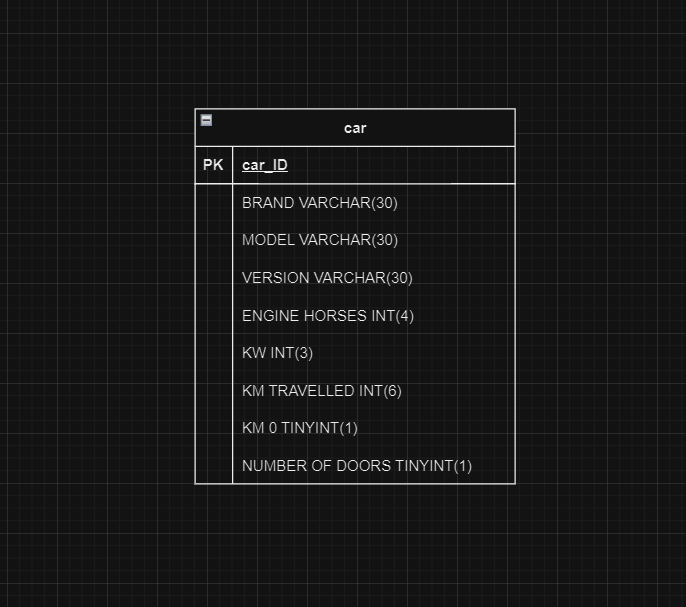 car
PK car_ID
BRAND VARCHAR(30)
MODEL VARCHAR(30)
VERSION VARCHAR(30)
ENGINE HORSES INT(4)
KW INT(3)
KM TRAVELLED INT(6)
KM 0 TINYINT(1)
NUMBER OF DOORS TINYINT(1)